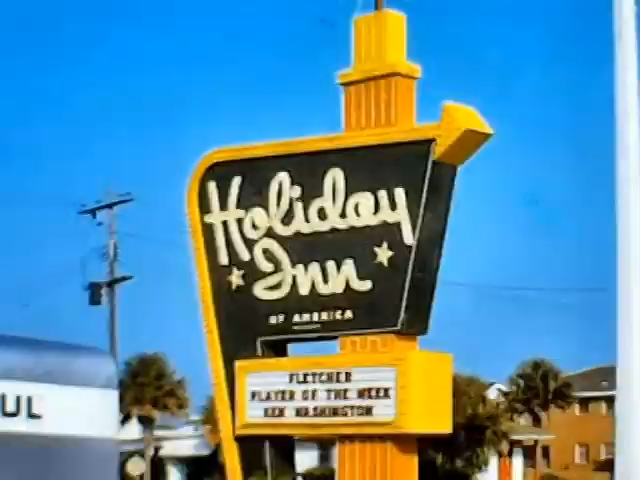 Holiday
Inn
OF AMERICA
FLETCHER
PLAYER OF THE WEEK
KEN WASHINGTON
UL